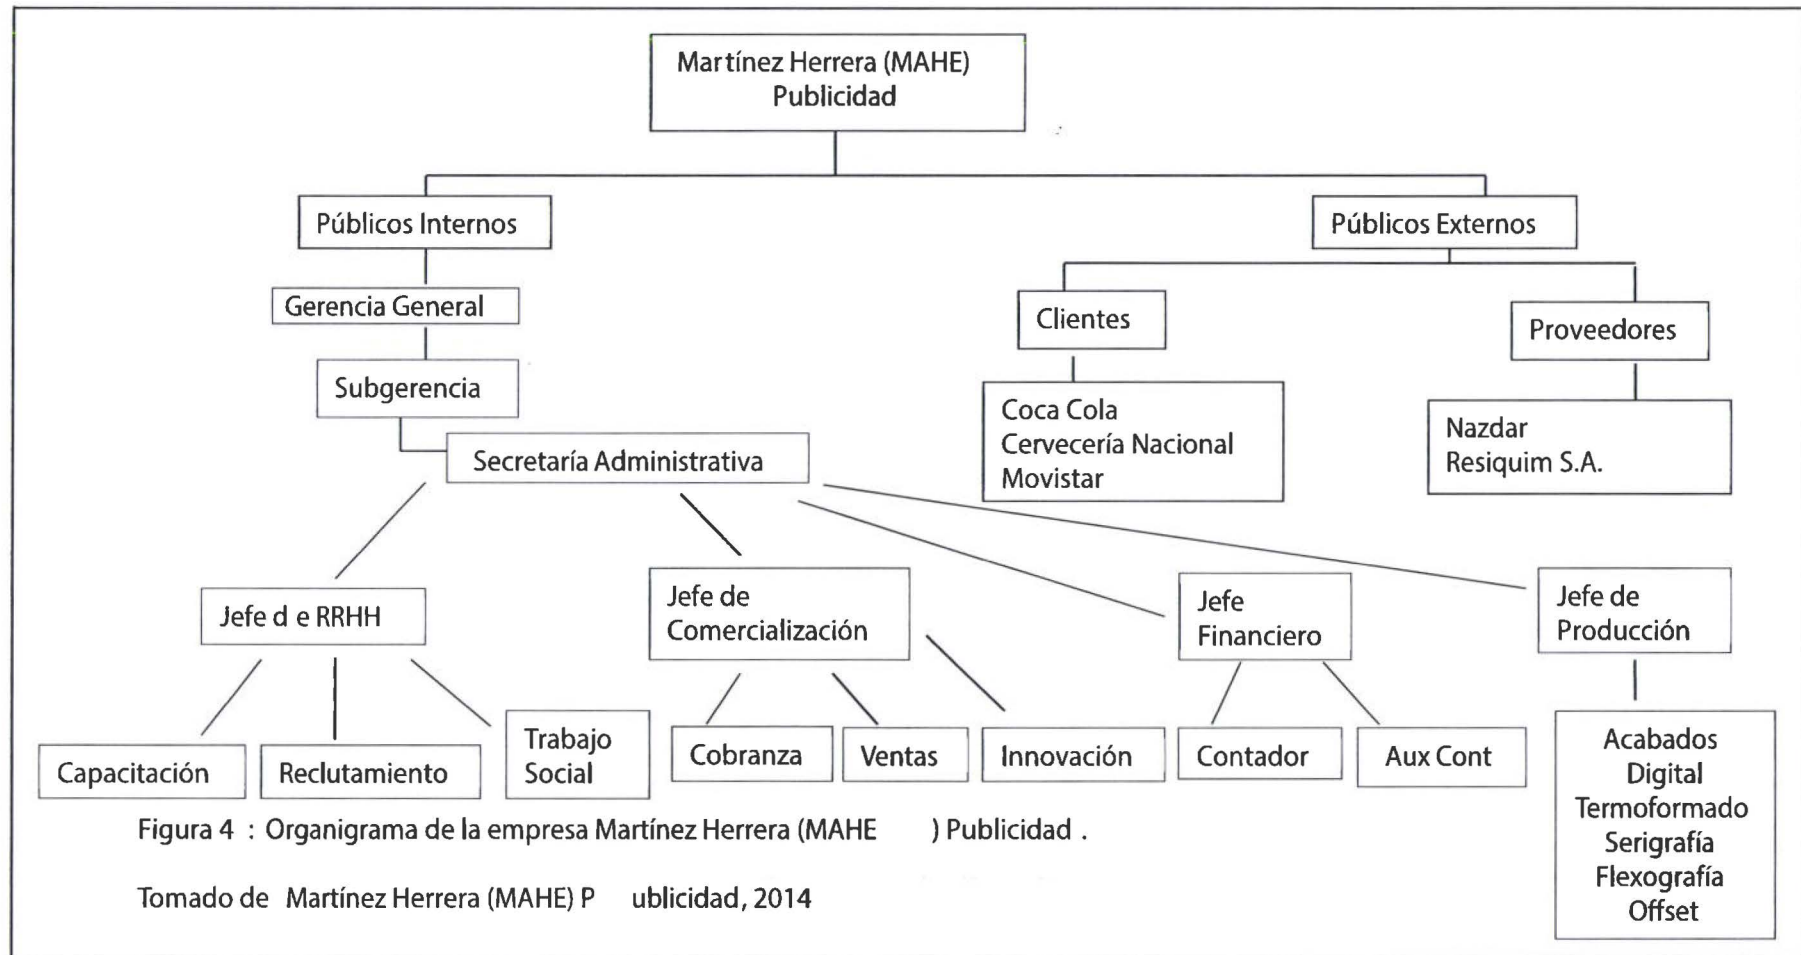 Martínez Herrera (MAHE)
Publicidad
Públicos Internos
Públicos Externos
Gerencia General
Clientes
Proveedores
Subgerencia
Coca Cola
Cervecería Nacional
Movistar
Nazdar
Resiquim S.A.
Secretaría Administrativa
Jefe d e RRHH
Jefe de
Comercialización
Jefe
Financiero
Jefe de
Producción
Capacitación
Reclutamiento
Trabajo
Social
Cobranza
Ventas
Innovación
Contador
Aux Cont
Acabados
Digital
Termoformado
Serigrafía
Flexografía
Offset
Figura 4 : Organigrama de la empresa Martínez Herrera (MAHE ) Publicidad .
Tomado de Martínez Herrera (MAHE) P ublicidad, 2014